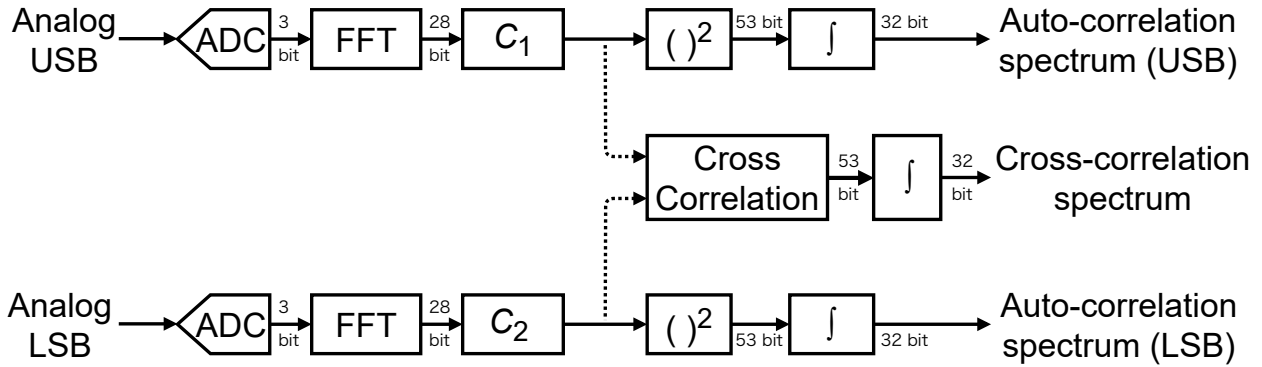 Analog
USB
ADC
3
bit
FFT
28
bit
C1
( )2
53 bit
∫
32 bit
Auto-correlation
spectrum (USB)
Cross
Correlation
53
bit
∫
32
bit
Cross-correlation
spectrum
Analog
LSB
ADC
3
bit
FFT
28
bit
C2
( )2
53 bit
∫
32 bit
Auto-correlation
spectrum (LSB)